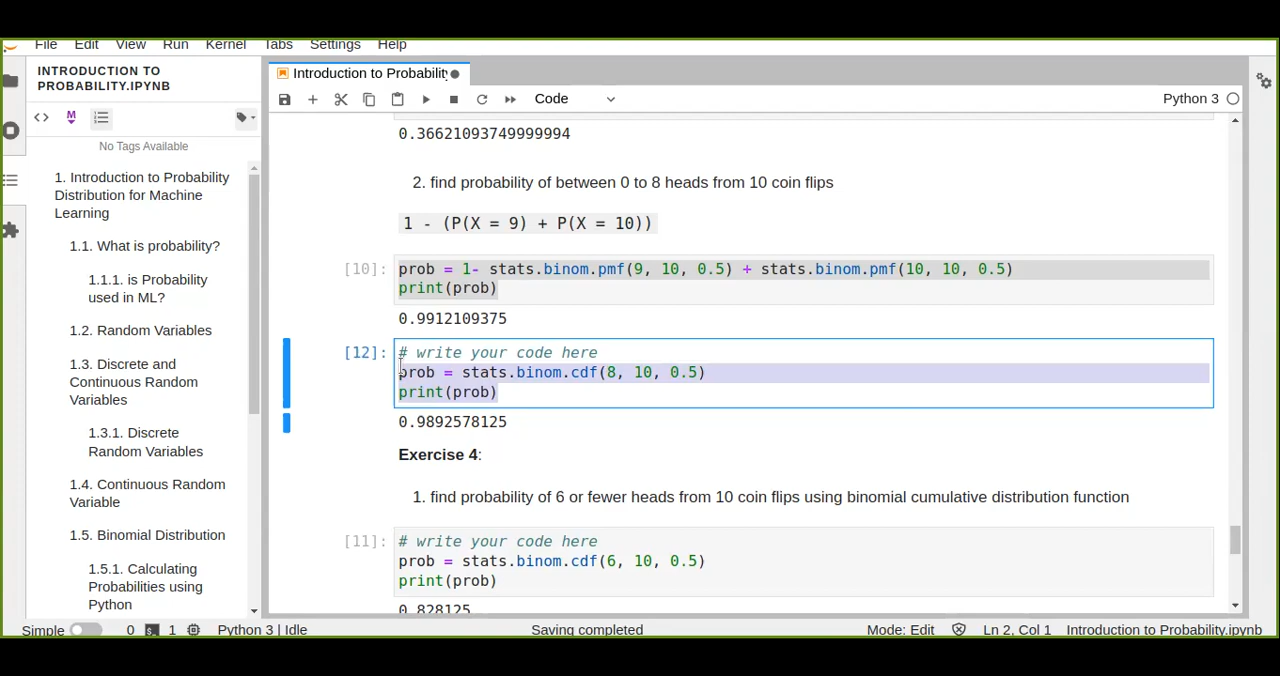 File Edit View Run Kernel Tabs Settings Help
INTRODUCTION TO
PROBABILITY.IPYNB
No Tags Available
1. Introduction to Probability
Distribution for Machine
Learning
1.1. What is probability?
1.1.1. is Probability
used in ML?
1.2. Random Variables
1.3. Discrete and
Continuous Random
Variables
1.3.1. Discrete
Random Variables
1.4. Continuous Random
Variable
1.5. Binomial Distribution
1.5.1. Calculating
Probabilities using
Python
Introduction to Probability
Code
Python 3
0.36621093749999994
2. find probability of between 0 to 8 heads from 10 coin flips
1 - (P(X = 9) + P(X = 10))
[10]: prob = 1- stats.binom.pmf(9, 10, 0.5) + stats.binom.pmf(10, 10, 0.5)
print(prob)
0.9912109375
[12]: # write your code here
prob = stats.binom.cdf(8, 10, 0.5)
print(prob)
0.9892578125
Exercise 4:
1. find probability of 6 or fewer heads from 10 coin flips using binomial cumulative distribution function
[11]: # write your code here
prob = stats.binom.cdf(6, 10, 0.5)
print(prob)
0.828125
Simple 0 $_ 1 Python 3 | Idle Saving completed Mode: Edit Ln 2, Col 1 Introduction to Probability.ipynb